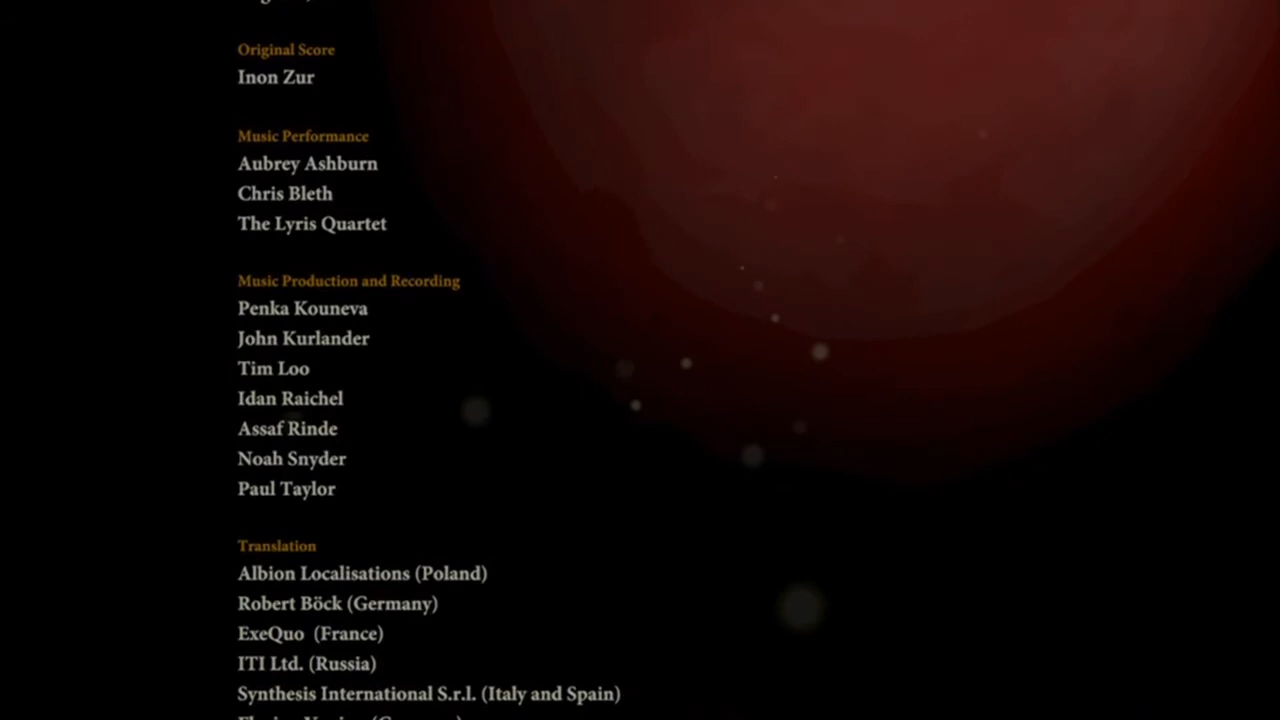 Original Score
Inon Zur
Music Performance
Aubrey Ashburn
Chris Bleth
The Lyris Quartet
Music Production and Recording
Penka Kouneva
John Kurlander
Tim Loo
Idan Raichel
Assaf Rinde
Noah Snyder
Paul Taylor
Translation
Albion Localisations (Poland)
Robert Böck (Germany)
ExeQuo (France)
ITI Ltd. (Russia)
Synthesis International S.r.l. (Italy and Spain)